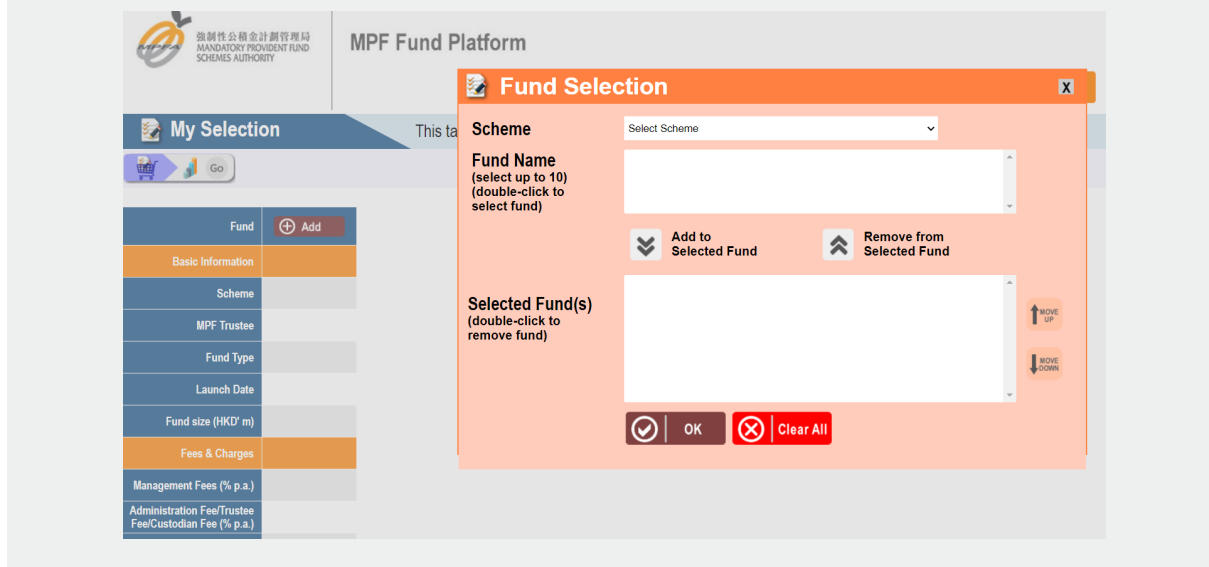 強制性公積金計劃管理局
MANDATORY PROVIDENT FUND
SCHEMES AUTHORITY
MPFA
MPF Fund Platform
Fund Selection
X
My Selection
This ta
Go
Scheme
Select Scheme
Fund Name
(select up to 10)
(double-click to
select fund)
Add to
Selected Fund
Remove from
Selected Fund
Selected Fund(s)
(double-click to
remove fund)
MOVE
UP
MOVE
DOWN
OK
Clear All
Fund
Add
Basic Information
Scheme
MPF Trustee
Fund Type
Launch Date
Fund size (HKD' m)
Fees & Charges
Management Fees (% p.a.)
Administration Fee/Trustee
Fee/Custodian Fee (% p.a.)